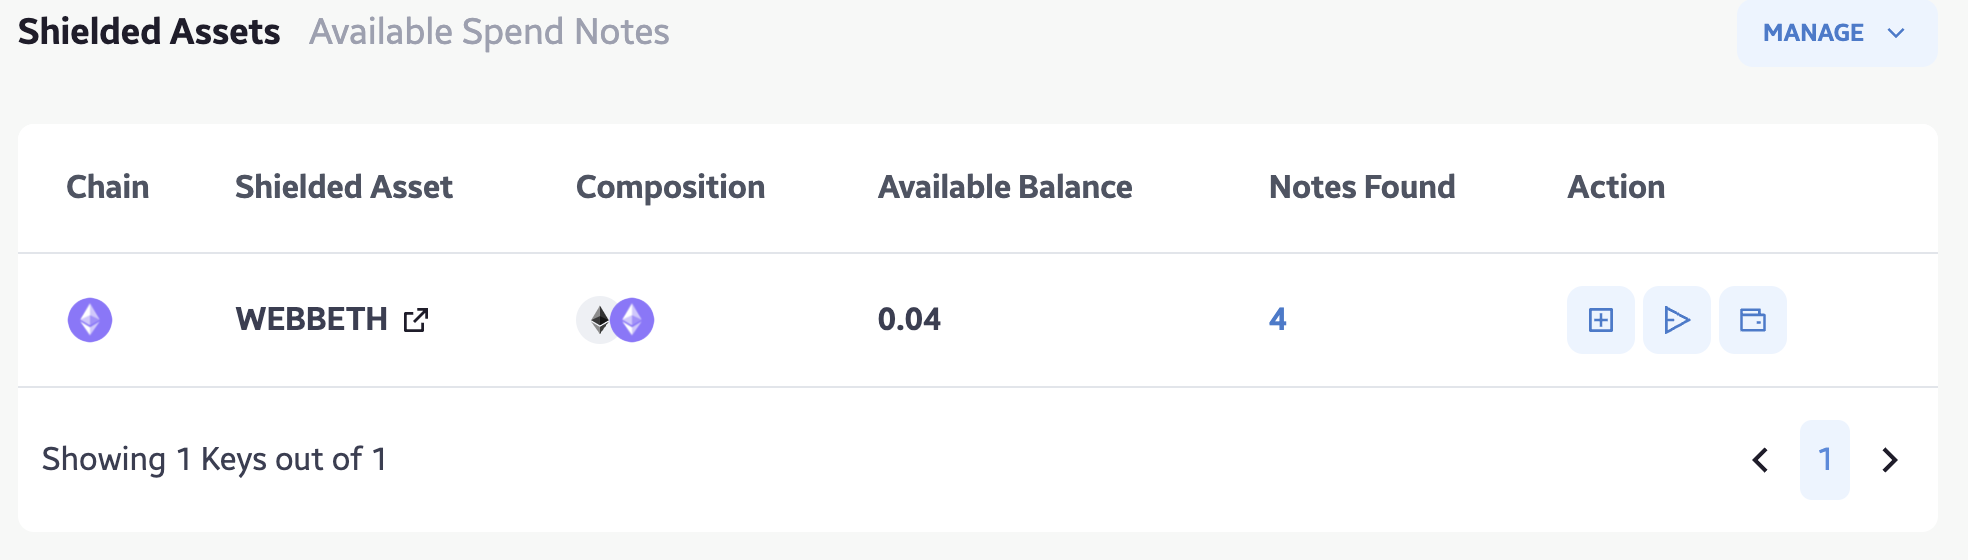 Shielded Assets Available Spend Notes MANAGE
Chain Shielded Asset Composition Available Balance Notes Found Action
WEBBETH 0.04 4
Showing 1 Keys out of 1 1